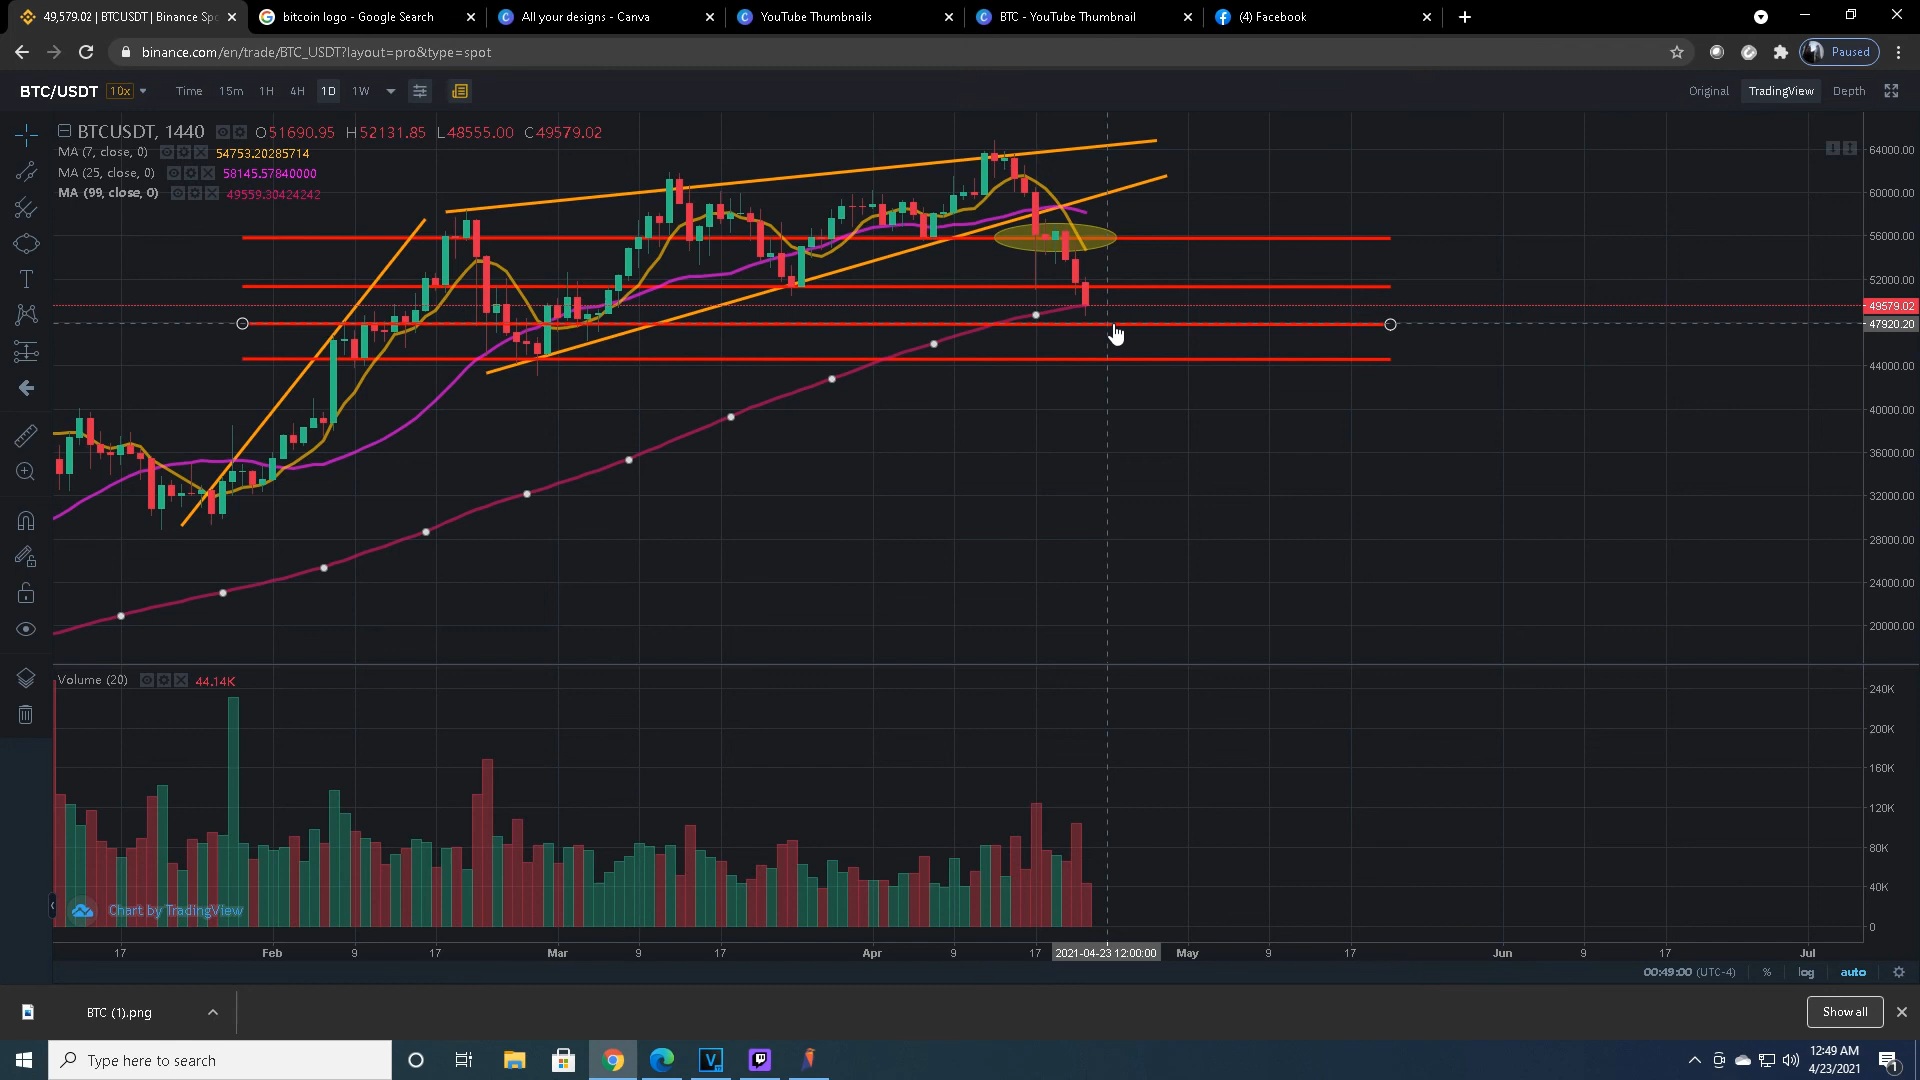 49,579.02 | BTCUSDT | Binance Spo
bitcoin logo - Google Search
All your designs - Canva
YouTube Thumbnails
BTC - YouTube Thumbnail
(4) Facebook
binance.com/en/trade/BTC_USDT?layout=pro&type=spot
Paused
BTC/USDT 10x Time 15m 1H 4H 1D 1W
Original TradingView Depth
BTCUSDT, 1440 O51690.95 H52131.85 L48555.00 C49579.02
MA (7, close, 0) 54753.20285714
MA (25, close, 0) 58145.57840000
MA (99, close, 0) 49559.30424242
64000.00
60000.00
56000.00
52000.00
49579.02
47920.20
44000.00
40000.00
36000.00
32000.00
28000.00
24000.00
20000.00
Volume (20) 44.14K
240K
200K
160K
120K
80K
40K
0
Chart by TradingView
17 Feb 9 17 Mar 9 17 Apr 9 17 2021-04-23 12:00:00 May 9 17 Jun 9 17 Jul
00:49:00 (UTC-4) % log auto
BTC (1).png
Show all
Type here to search
12:49 AM
4/23/2021
1